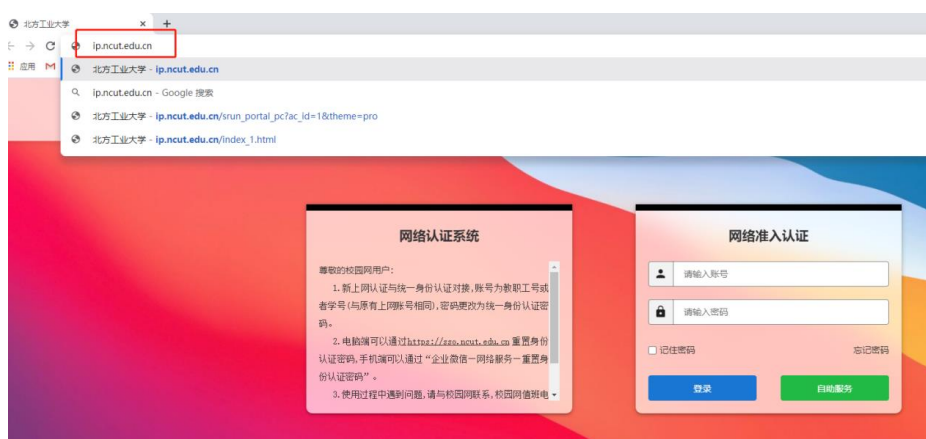 北方工业大学
ip.ncut.edu.cn
应用
北方工业大学 - ip.ncut.edu.cn
ip.ncut.edu.cn - Google 搜索
北方工业大学 - ip.ncut.edu.cn/srun_portal_pc?ac_id=1&theme=pro
北方工业大学 - ip.ncut.edu.cn/index_1.html
网络认证系统
尊敬的校园网用户:
1.新上网认证与统一身份认证对接,账号为教职工号或
者学号(与原有上网账号相同),密码更改为统一身份认证密
码。
2.电脑端可以通过https://sso.ncut.edu.cn 重置身份
认证密码,手机端可以通过“企业微信一网络服务一重置身
份认证密码”。
3.使用过程中遇到问题,请与校园网联系,校园网值班电
网络准入认证
请输入账号
请输入密码
记住密码
忘记密码
登录
自助服务